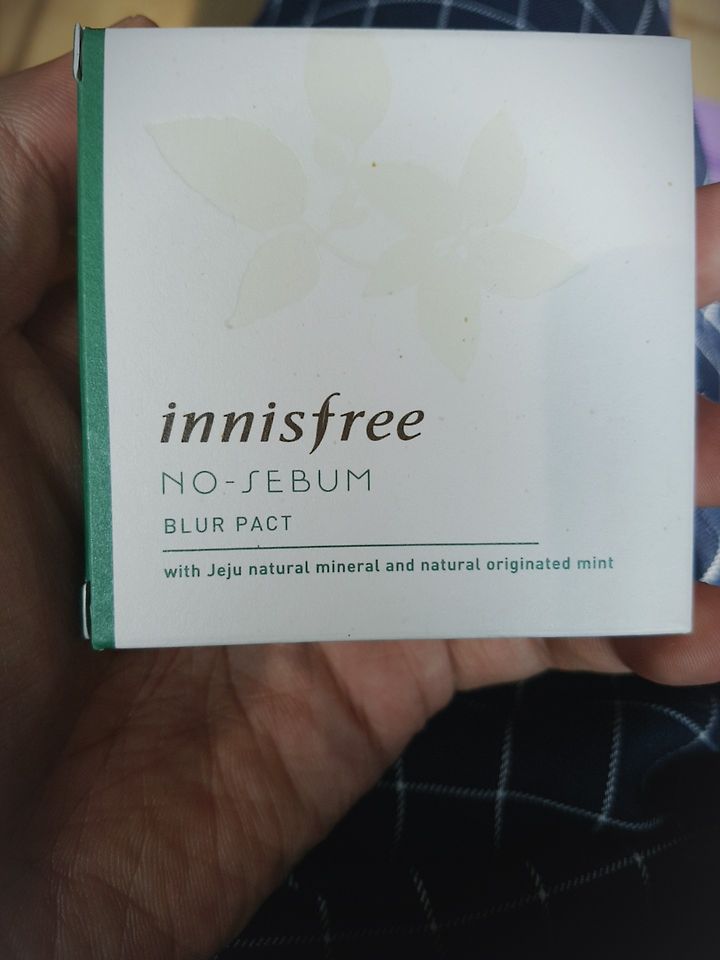 innisfree
NO-SEBUM
BLUR PACT
with Jeju natural mineral and natural originated mint